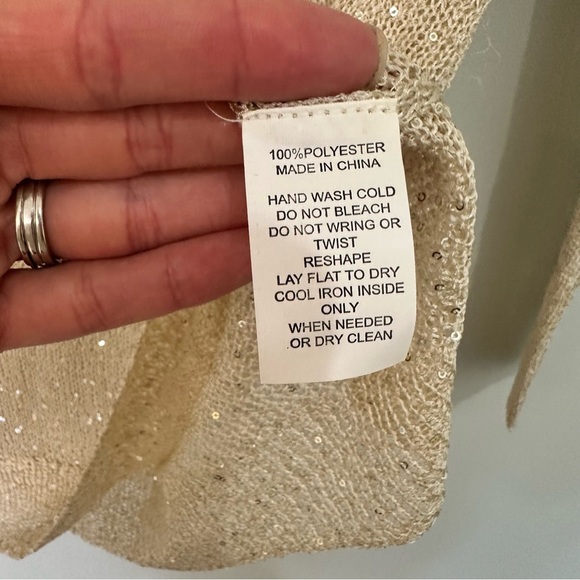 100%POLYESTER
MADE IN CHINA
HAND WASH COLD
DO NOT BLEACH
DO NOT WRING OR
TWIST
RESHAPE
LAY FLAT TO DRY
COOL IRON INSIDE
ONLY
WHEN NEEDED
OR DRY CLEAN